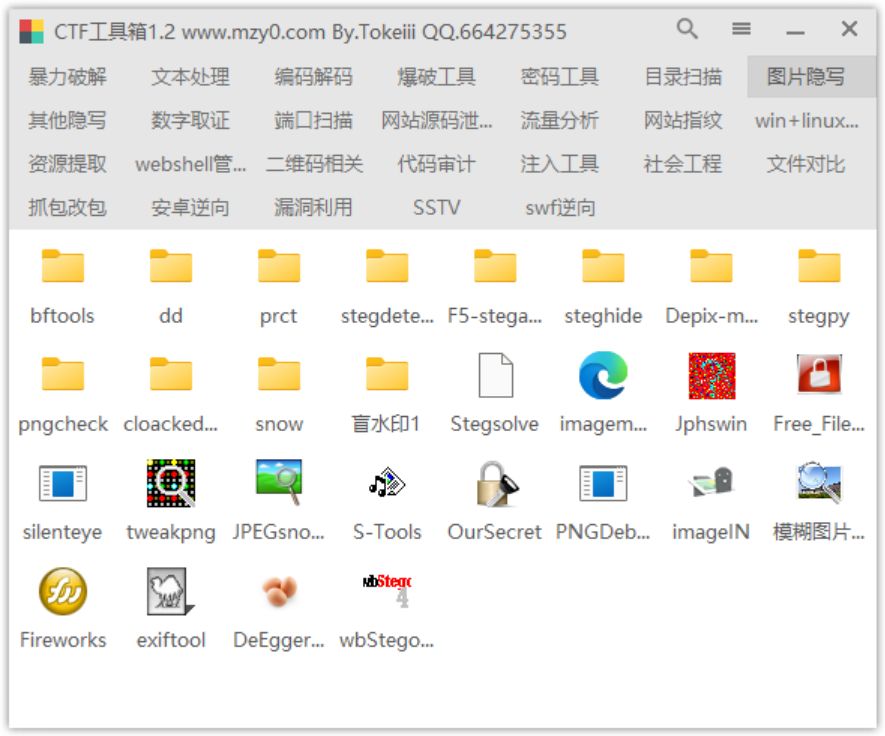 CTF工具箱1.2 www.mzy0.com By.Tokeiii QQ.664275355
暴力破解 文本处理 编码解码 爆破工具 密码工具 目录扫描 图片隐写
其他隐写 数字取证 端口扫描 网站源码泄... 流量分析 网站指纹 win+linux...
资源提取 webshell管... 二维码相关 代码审计 注入工具 社会工程 文件对比
抓包改包 安卓逆向 漏洞利用 SSTV swf逆向
bftools dd prct stegdete... F5-stega... steghide Depix-m... stegpy
pngcheck cloacked... snow 盲水印1 Stegsolve imagem... Jphswin Free_File...
silenteye tweakpng JPEGsno... S-Tools OurSecret PNGDeb... imageIN 模糊图片...
wbStego
4
Fireworks exiftool DeEgger... wbStego...